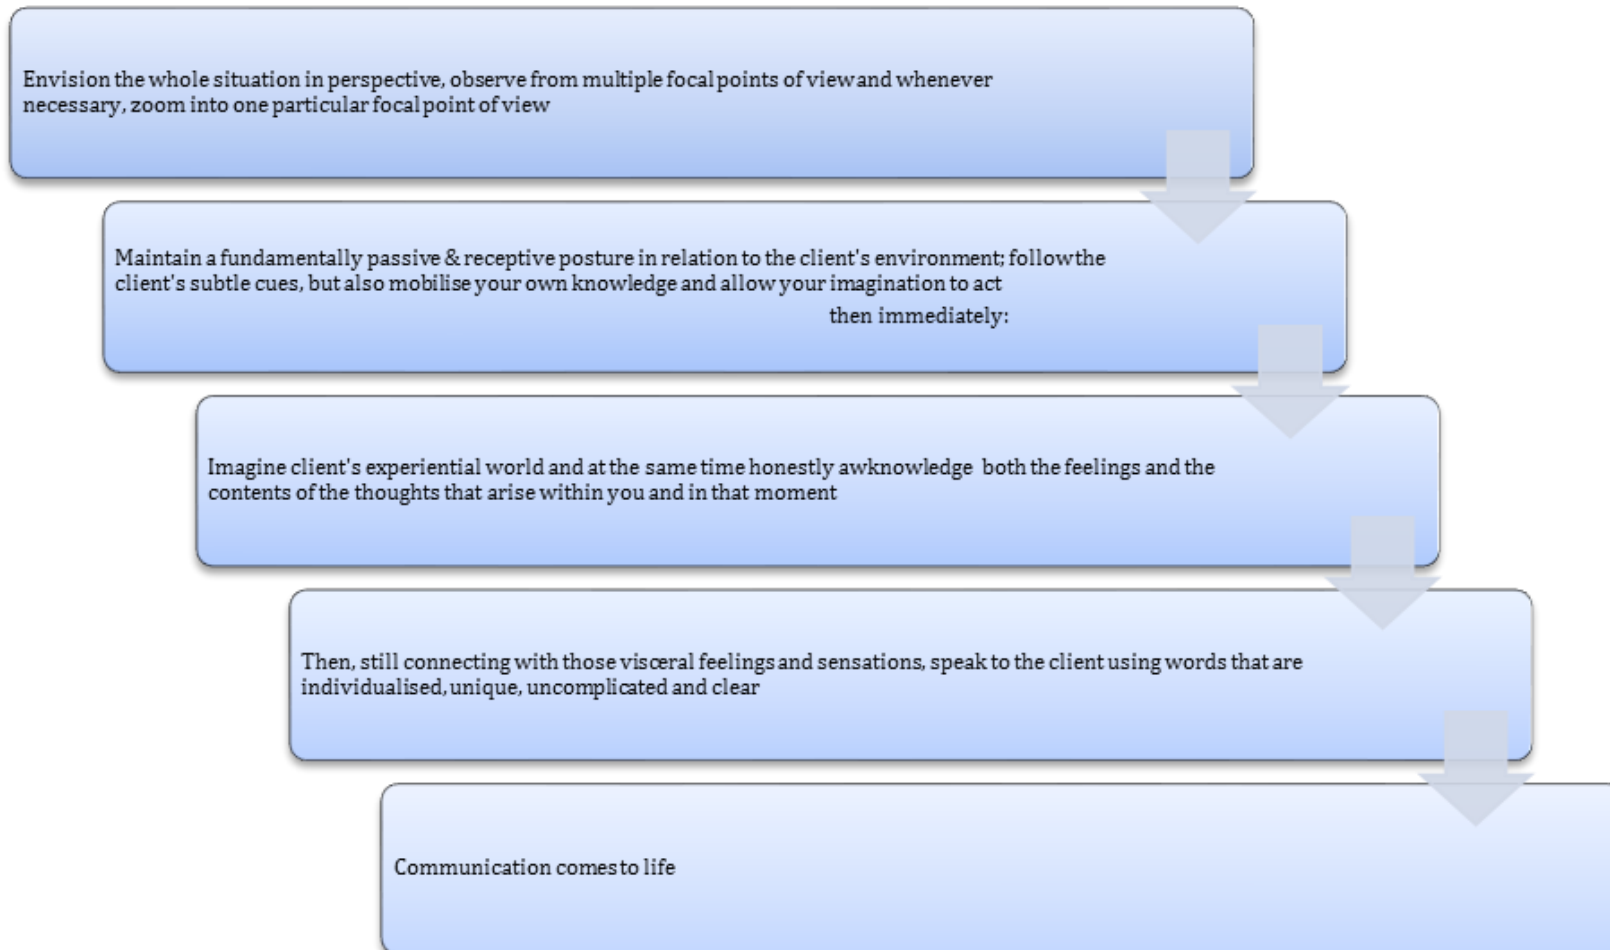 Envision the whole situation in perspective, observe from multiple focal points of view and whenever
necessary, zoom into one particular focal point of view
Maintain a fundamentally passive & receptive posture in relation to the client's environment; follow the
client's subtle cues, but also mobilise your own knowledge and allow your imagination to act
then immediately:
Imagine client's experiential world and at the same time honestly awknowledge both the feelings and the
contents of the thoughts that arise within you and in that moment
Then, still connecting with those visceral feelings and sensations, speak to the client using words that are
individualised, unique, uncomplicated and clear
Communication comes to life